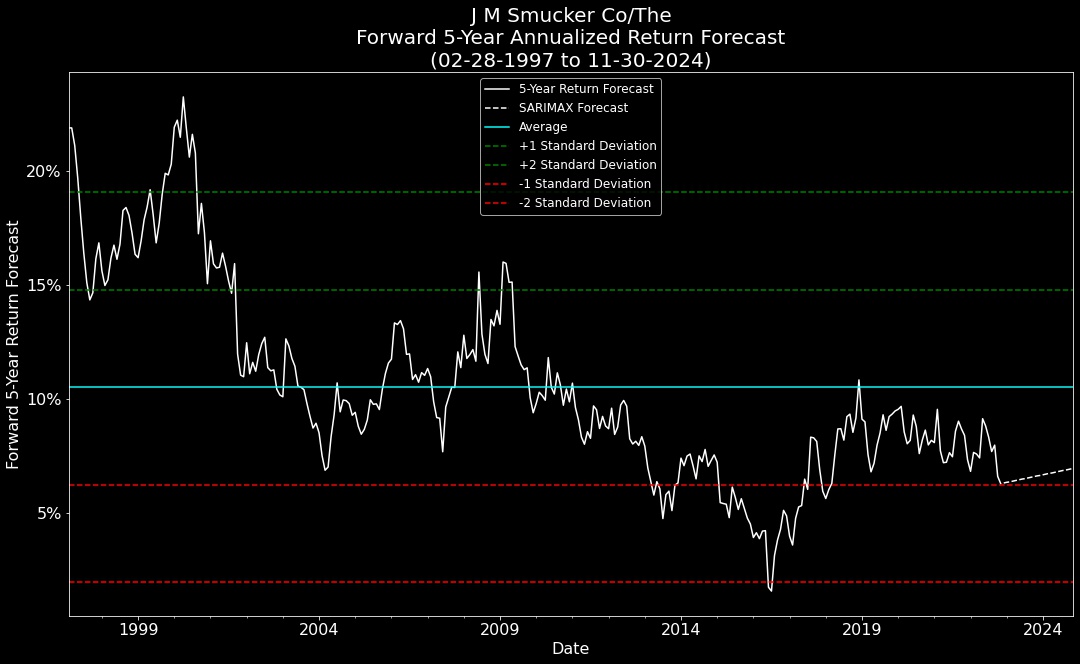 J M Smucker Co/The
Forward 5-Year Annualized Return Forecast
(02-28-1997 to 11-30-2024)
5-Year Return Forecast
SARIMAX Forecast
Average
+1 Standard Deviation
+2 Standard Deviation
-1 Standard Deviation
-2 Standard Deviation
Forward 5-Year Return Forecast
20%
15%
10%
5%
1999 2004 2009 2014 2019 2024
Date